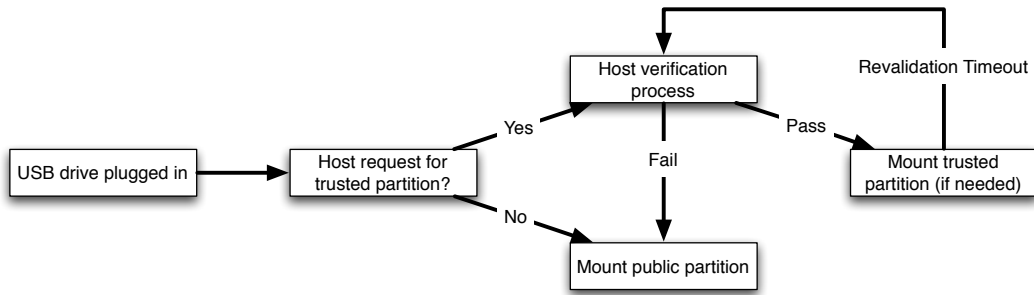 USB drive plugged in
Host request for
trusted partition?
Yes
No
Host verification
process
Fail
Pass
Revalidation Timeout
Mount trusted
partition (if needed)
Mount public partition